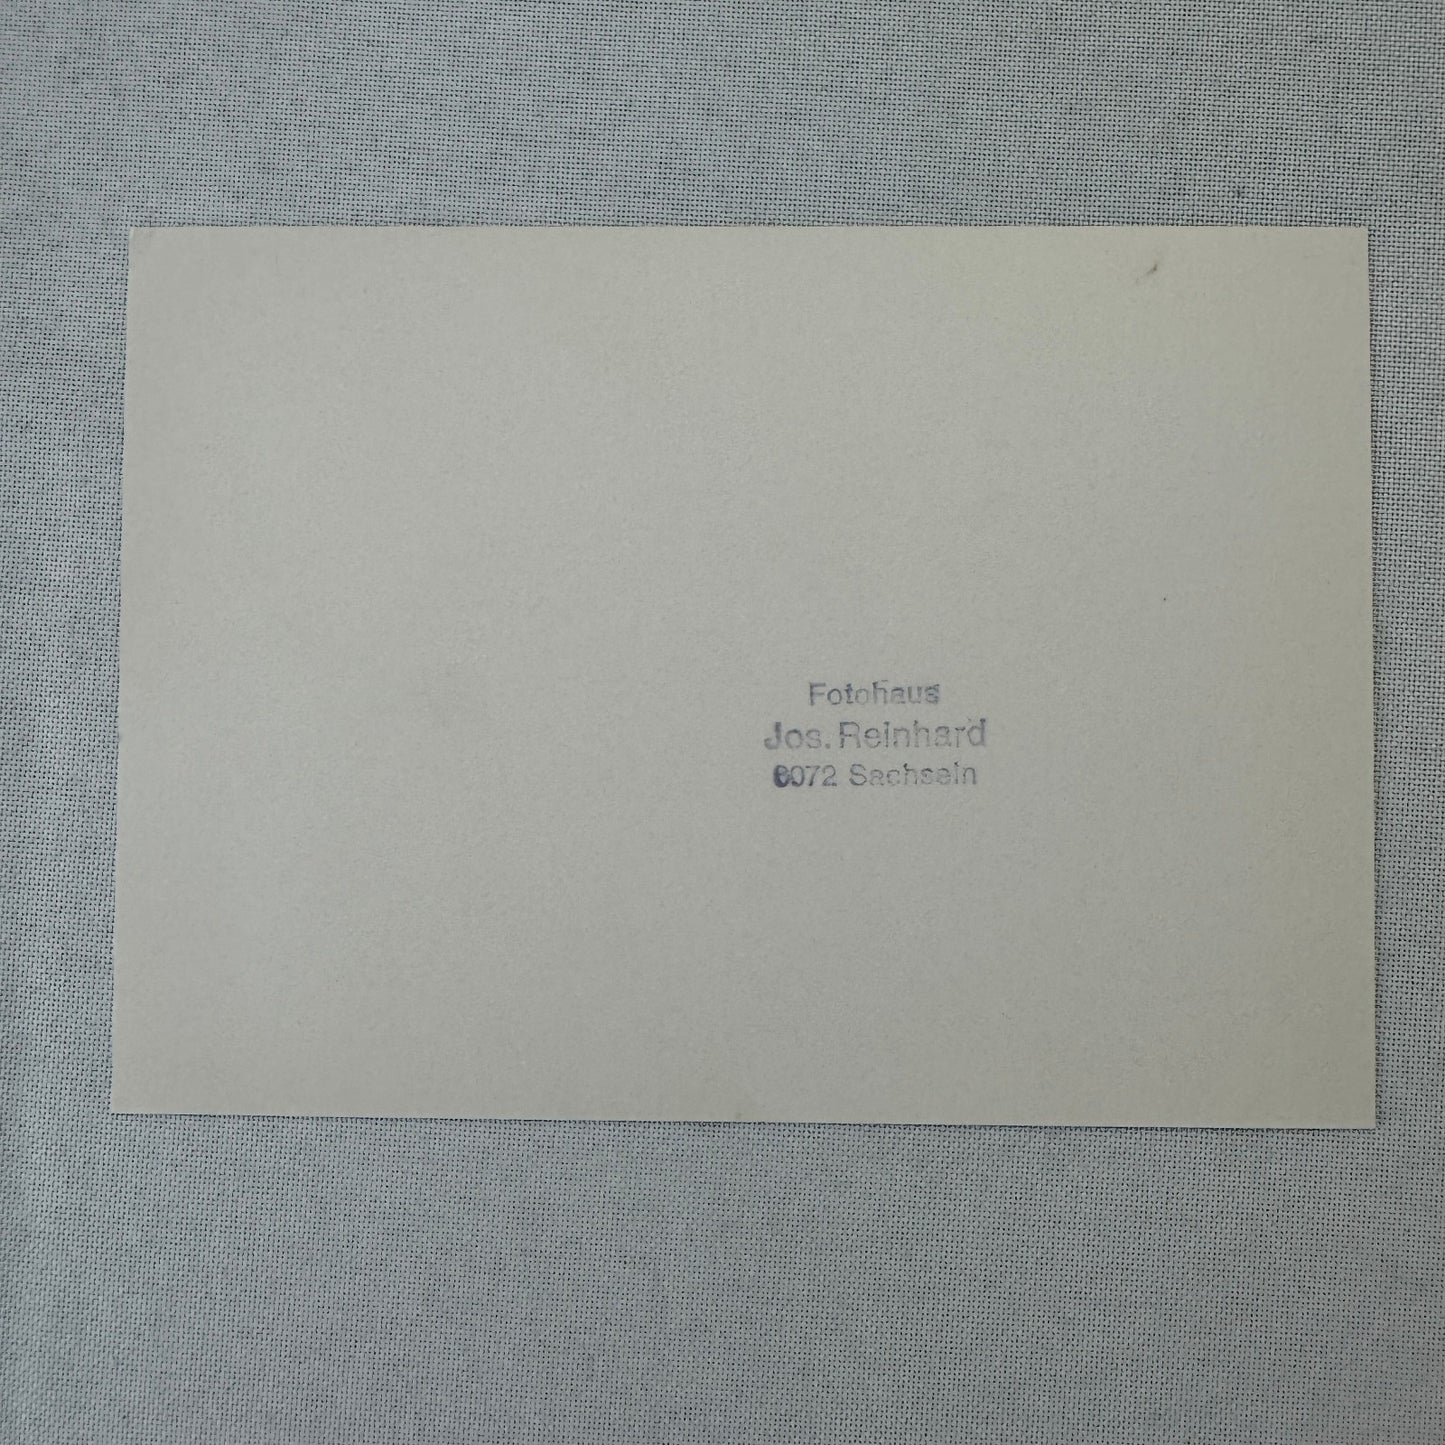 Fotohaus
Jos. Reinhard
6072 Sachseln